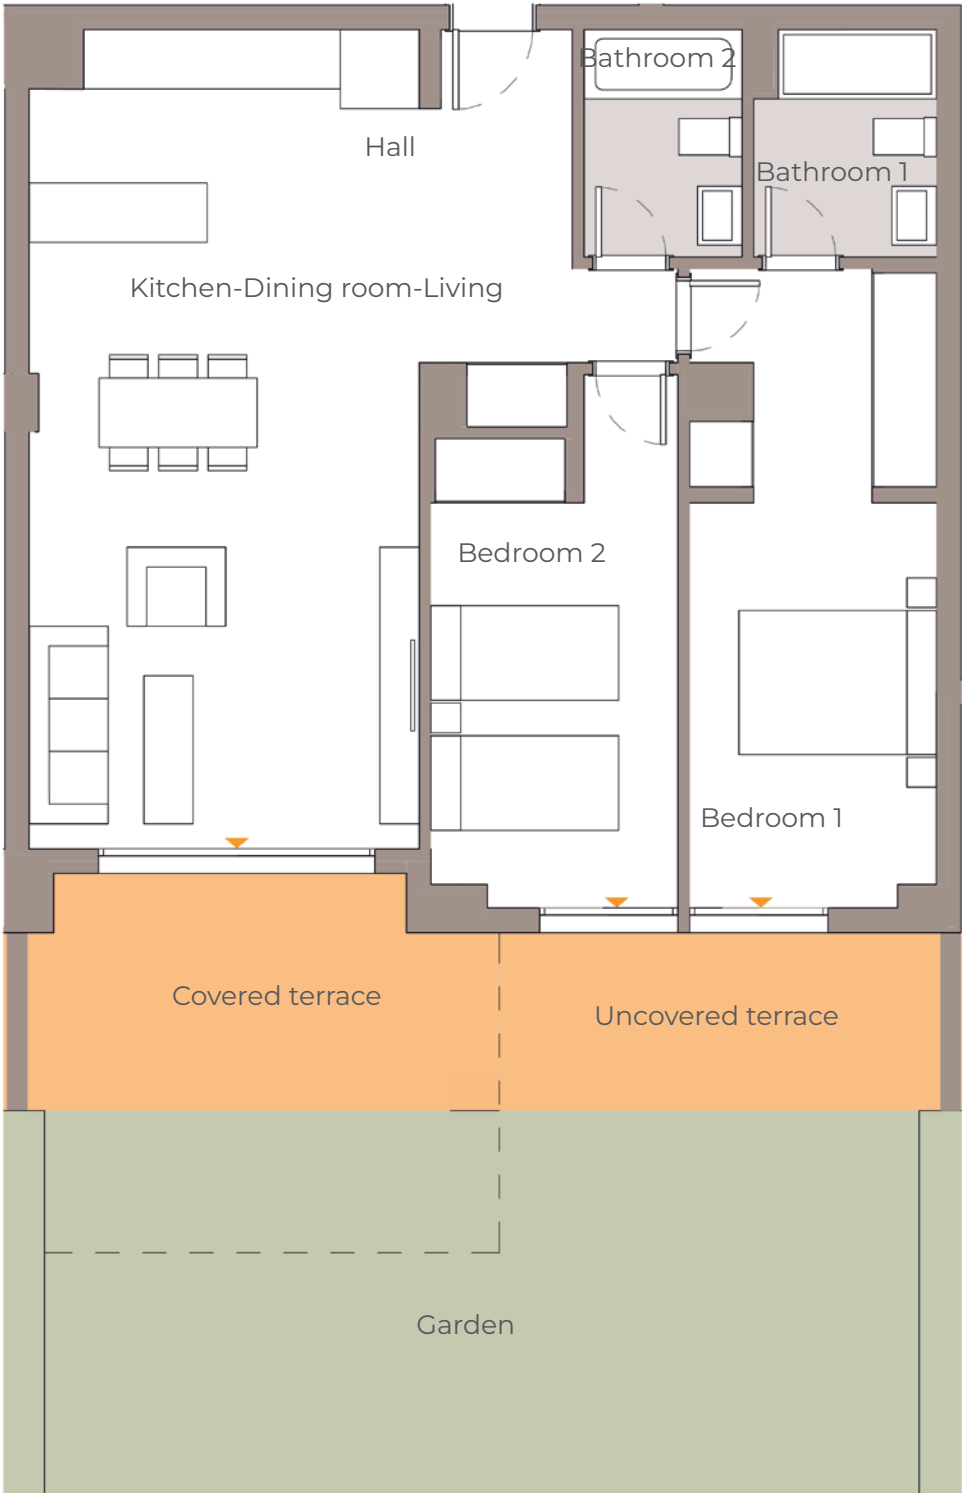 Bathroom 2
Hall
Bathroom 1
Kitchen-Dining room-Living
Bedroom 2
Bedroom 1
Covered terrace
Uncovered terrace
Garden